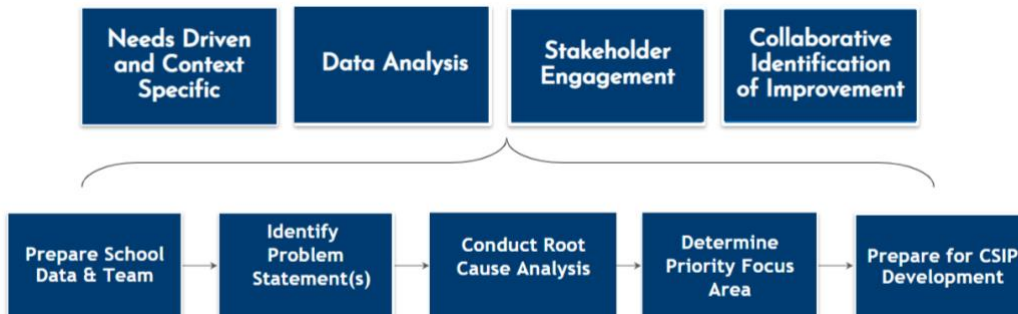 Needs Driven
and Context
Specific
Data Analysis
Stakeholder
Engagement
Collaborative
Identification
of Improvement
Prepare School
Data & Team
Identify
Problem
Statement(s)
Conduct Root
Cause Analysis
Determine
Priority Focus
Area
Prepare for CSIP
Development